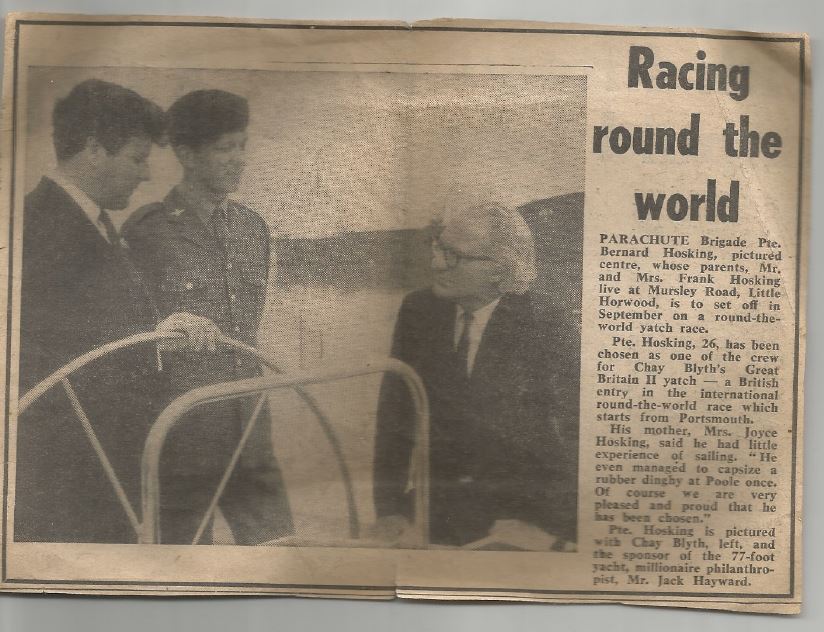 Racing
round the
world
PARACHUTE Brigade Pte.
Bernard Hosking, pictured
centre, whose parents, Mr.
and Mrs. Frank Hosking
live at Mursley Road, Little
Horwood, is to set off in
September on a round-the-
world yatch race.
Pte. Hosking, 26, has been
chosen as one of the crew
for Chay Blyth's Great
Britain II yatch — a British
entry in the international
round-the-world race which
starts from Portsmouth.
His mother, Mrs. Joyce
Hosking, said he had little
experience of sailing. "He
even managed to capsize a
rubber dinghy at Poole once.
Of course we are very
pleased and proud that he
has been chosen."
Pte. Hosking is pictured
with Chay Blyth, left, and
the sponsor of the 77-foot
yacht, millionaire philanthro-
pist, Mr. Jack Hayward.